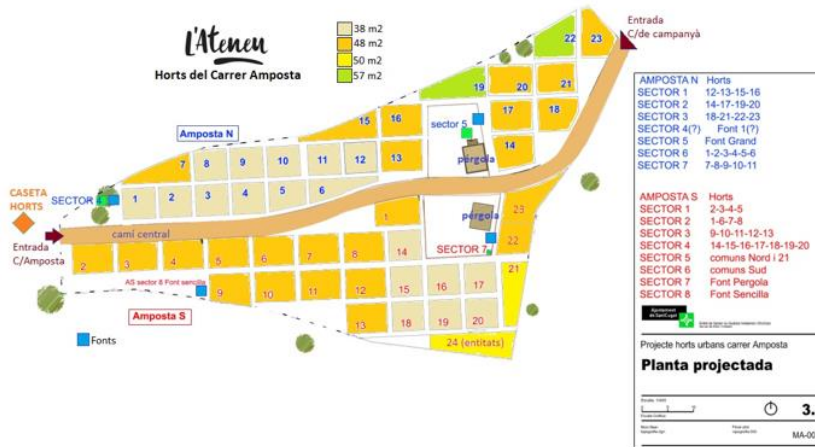 L'Ateneu
Horts del Carrer Amposta
38 m2
48 m2
50 m2
57 m2
Entrada
C/de campanyà
22
23
19
20
21
15
16
sector 5
17
18
Amposta N
14
pèrgola
7
8
9
10
11
12
13
CASETA
HORTS
SECTOR 4
1
2
3
4
5
6
camí central
Entrada
C/Amposta
1
pèrgola
23
22
SECTOR 7
2
3
4
5
6
7
8
14
21
AS sector 8 Font sencilla
9
10
11
12
15
16
17
Amposta S
13
18
19
20
Fonts
24 (entitats)
AMPOSTA N Horts
SECTOR 1 12-13-15-16
SECTOR 2 14-17-19-20
SECTOR 3 18-21-22-23
SECTOR 4(?) Font 1(?)
SECTOR 5 Font Grand
SECTOR 6 1-2-3-4-5-6
SECTOR 7 7-8-9-10-11
AMPOSTA S Horts
SECTOR 1 2-3-4-5
SECTOR 2 1-6-7-8
SECTOR 3 9-10-11-12-13
SECTOR 4 14-15-16-17-18-19-20
SECTOR 5 comuns Nord i 21
SECTOR 6 comuns Sud
SECTOR 7 Font Pergola
SECTOR 8 Font Sencilla
Ajuntament
de SantCugat
Projecte horts urbans carrer Amposta
Planta projectada
3.
MA-00